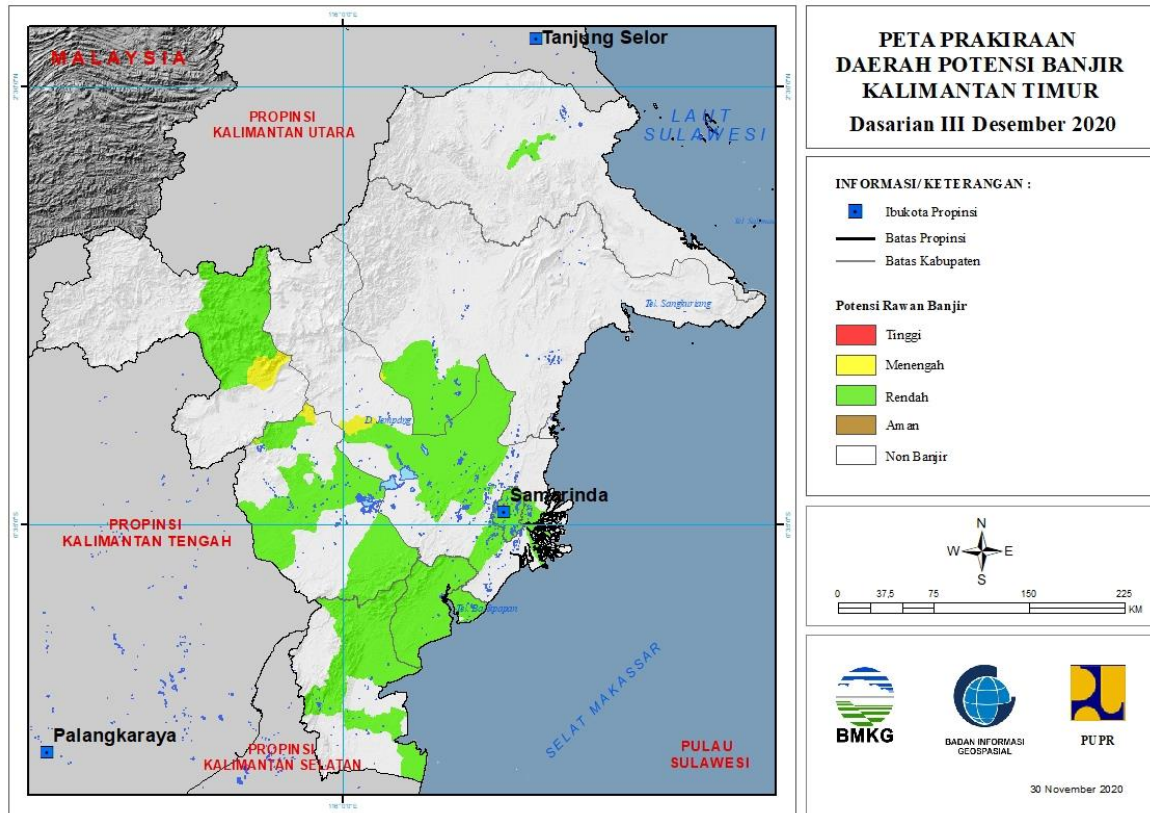 MALAYSIA
Tanjung Selor
PROPINSI
KALIMANTAN UTARA
LAUT
SULAWESI
Tel. Sangkuriang
D. Jempang
Samarinda
PROPINSI
KALIMANTAN TENGAH
Tel. Balikpapan
SELAT MAKASSAR
Palangkaraya
PROPINSI
KALIMANTAN SELATAN
PULAU
SULAWESI
PETA PRAKIRAAN
DAERAH POTENSI BANJIR
KALIMANTAN TIMUR
Dasarian III Desember 2020
INFORMASI/ KETERANGAN :
Ibukota Propinsi
Batas Propinsi
Batas Kabupaten
Potensi Rawan Banjir
Tinggi
Menengah
Rendah
Aman
Non Banjir
N
W E
S
0 37,5 75 150 225
KM
BMKG
BADAN INFORMASI
GEOSPASIAL
PUPR
30 November 2020